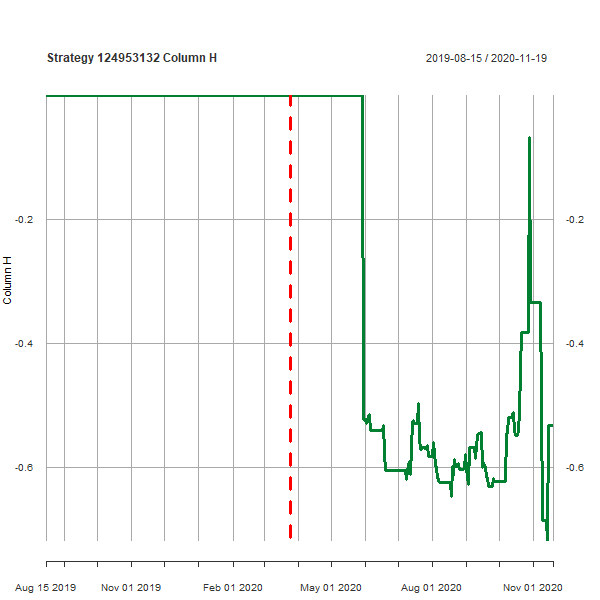 Strategy 124953132 Column H
2019-08-15 / 2020-11-19
-0.2 -0.2
Column H
-0.4 -0.4
-0.6 -0.6
Aug 15 2019 Nov 01 2019 Feb 01 2020 May 01 2020 Aug 01 2020 Nov 01 2020